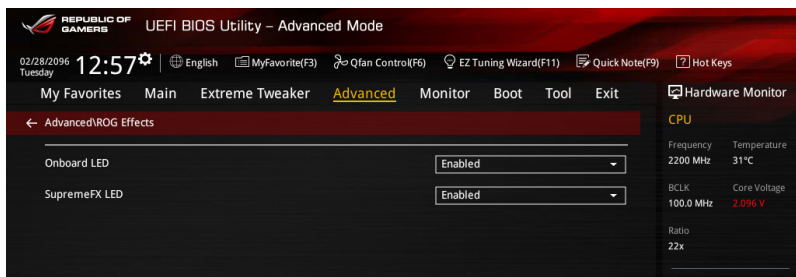 REPUBLIC OF
GAMERS
UEFI BIOS Utility – Advanced Mode
02/28/2096
Tuesday
12:57
English
MyFavorite(F3)
Qfan Control(F6)
EZ Tuning Wizard(F11)
Quick Note(F9)
? Hot Keys
My Favorites Main Extreme Tweaker Advanced Monitor Boot Tool Exit
Hardware Monitor
← Advanced\ROG Effects
Onboard LED Enabled
SupremeFX LED Enabled
CPU
Frequency Temperature
2200 MHz 31°C
BCLK Core Voltage
100.0 MHz 2.096 V
Ratio
22x